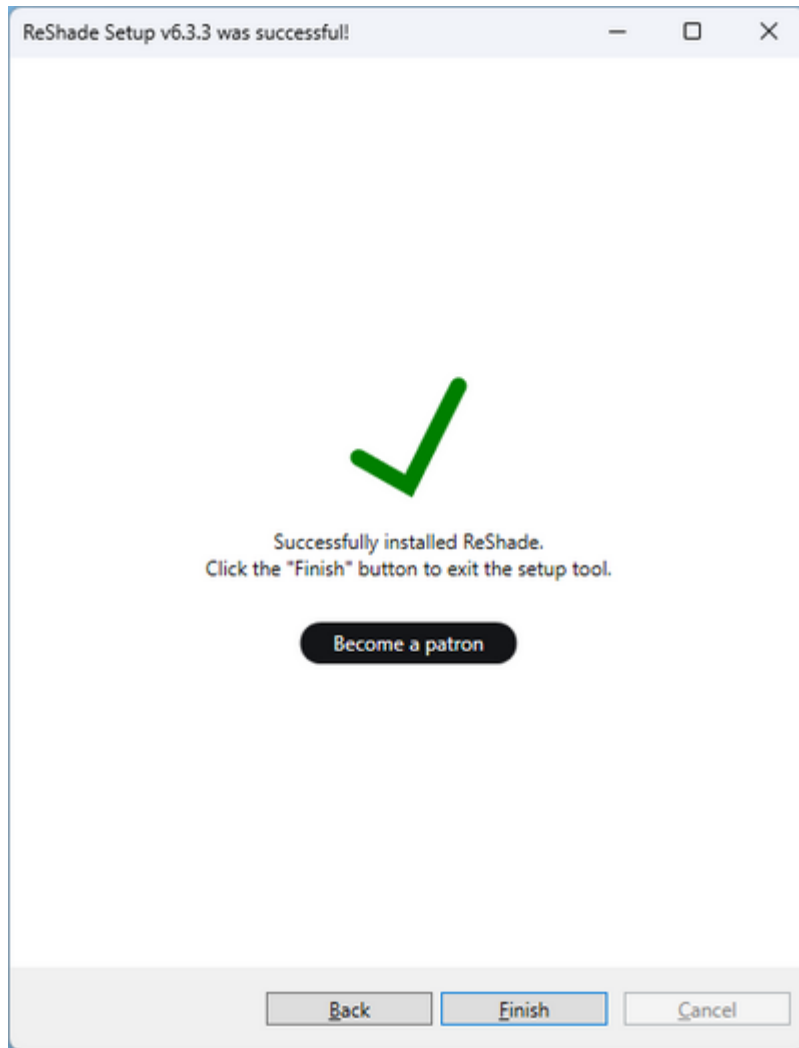 ReShade Setup v6.3.3 was successful!
Successfully installed ReShade.
Click the "Finish" button to exit the setup tool.
Become a patron
Back
Finish
Cancel